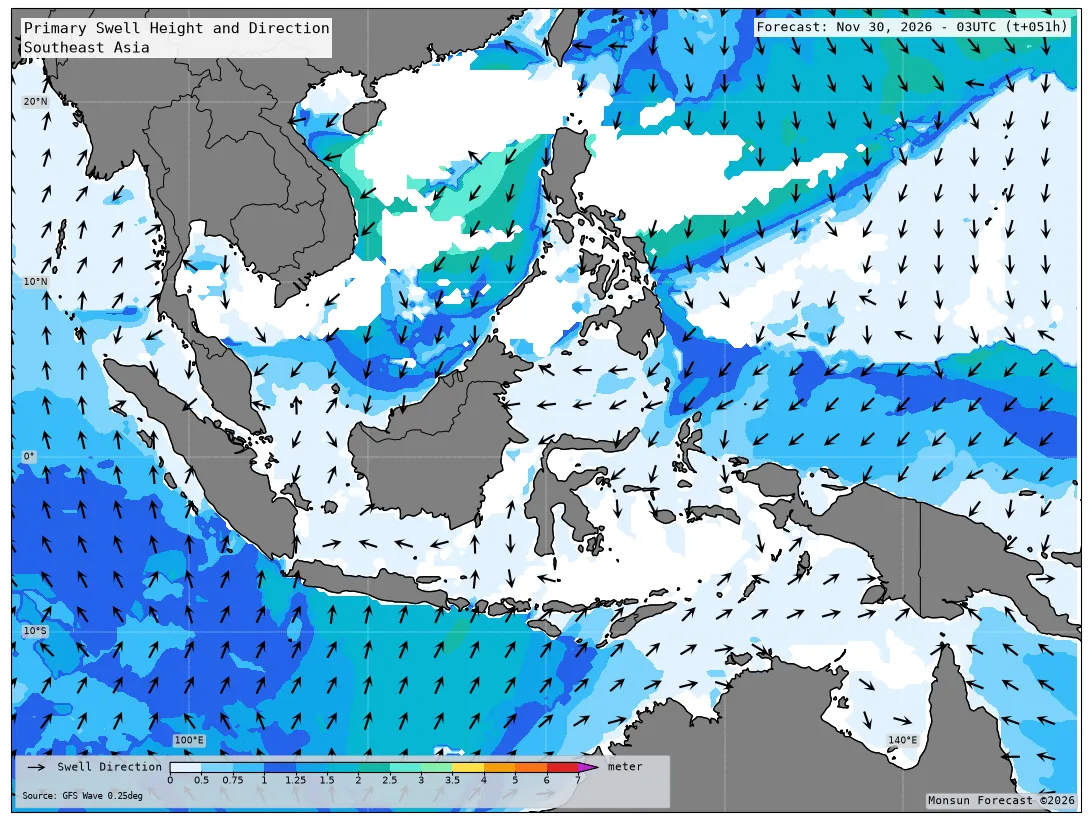 Primary Swell Height and Direction
Southeast Asia
Forecast: Nov 30, 2026 - 03UTC (t+051h)
20°N
10°N
0°
10°S
100°E
140°E
Swell Direction
0 0.5 0.75 1 1.25 1.5 2 2.5 3 3.5 4 5 6 7
meter
Source: GFS Wave 0.25deg
Monsun Forecast ©2026